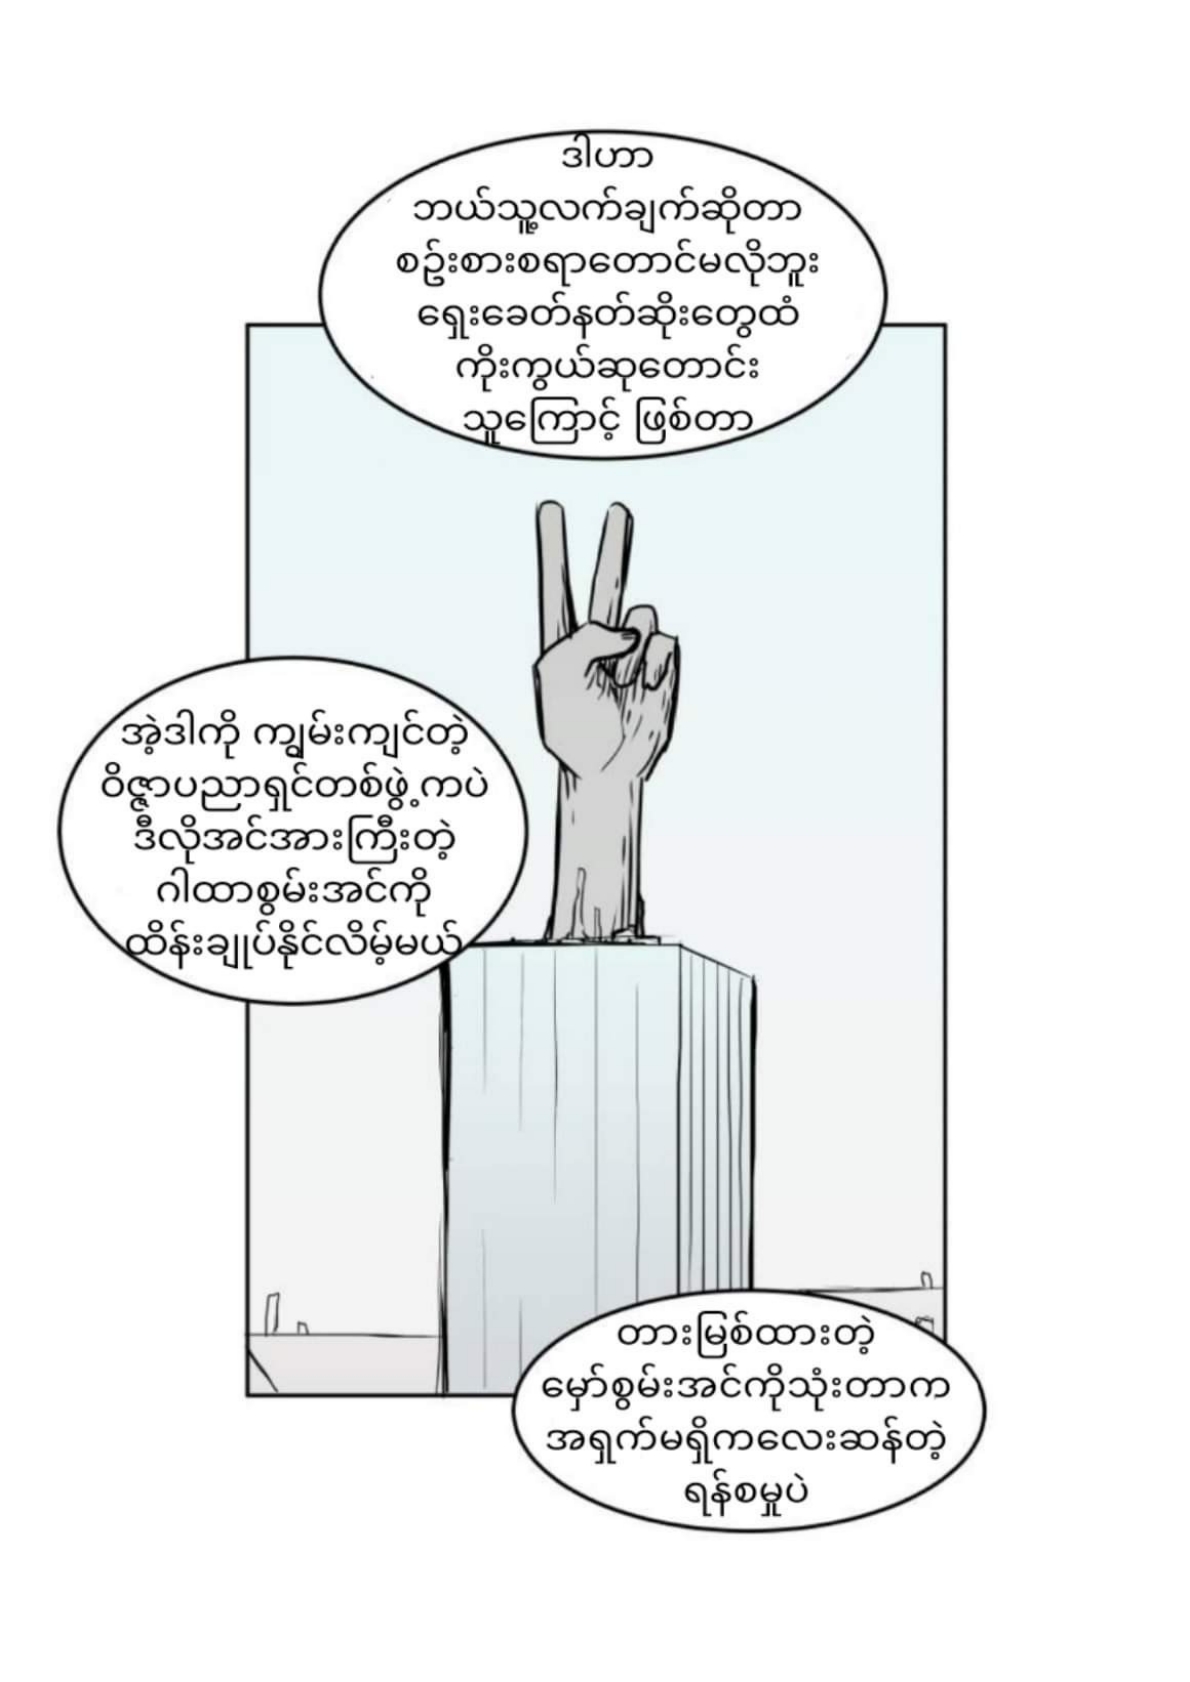 ဒါဟာ
ဘယ်သူ့လက်ချက်ဆိုတာ
စဉ်းစားစရာတောင်မလိုဘူး
ရှေးခေတ်နတ်ဆိုးတွေထံ
ကိုးကွယ်ဆုတောင်း
သူကြောင့် ဖြစ်တာ
အဲ့ဒါကို ကျွမ်းကျင်တဲ့
ဝိဇ္ဇာပညာရှင်တစ်ဖွဲ့ကပဲ
ဒီလိုအင်အားကြီးတဲ့
ဂါထာစွမ်းအင်ကို
ထိန်းချုပ်နိုင်လိမ့်မယ်
တားမြစ်ထားတဲ့
မှော်စွမ်းအင်ကိုသုံးတာက
အရှက်မရှိကလေးဆန်တဲ့
ရန်စမှုပဲ